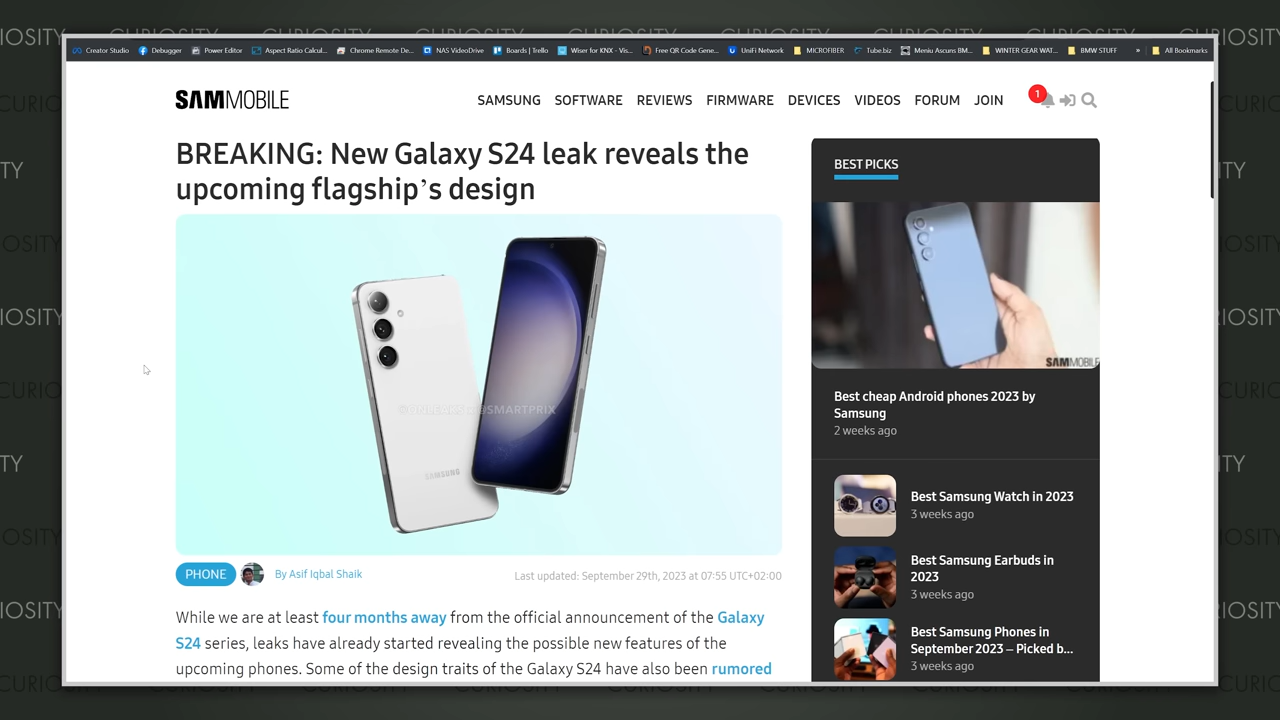 CURIOSITY CURIOSITY CURIOSITY CURIOSITY CURIOSITY
Creator Studio Debugger Power Editor Aspect Ratio Calcul... Chrome Remote De... NAS VideoDrive Boards | Trello Wiser for KNX - Vis... Free QR Code Gene... UniFi Network MICROFIBER Tube.biz Meniu Ascuns BM... WINTER GEAR WAT... BMW STUFF » All Bookmarks
SAMMOBILE
SAMSUNG SOFTWARE REVIEWS FIRMWARE DEVICES VIDEOS FORUM JOIN 1
BREAKING: New Galaxy S24 leak reveals the
upcoming flagship’s design
SAMSUNG
PHONE By Asif Iqbal Shaik Last updated: September 29th, 2023 at 07:55 UTC+02:00
While we are at least four months away from the official announcement of the Galaxy
S24 series, leaks have already started revealing the possible new features of the
upcoming phones. Some of the design traits of the Galaxy S24 have also been rumored
BEST PICKS
SAMMOBILE
Best cheap Android phones 2023 by
Samsung
2 weeks ago
Best Samsung Watch in 2023
3 weeks ago
Best Samsung Earbuds in
2023
3 weeks ago
Best Samsung Phones in
September 2023 – Picked b...
3 weeks ago